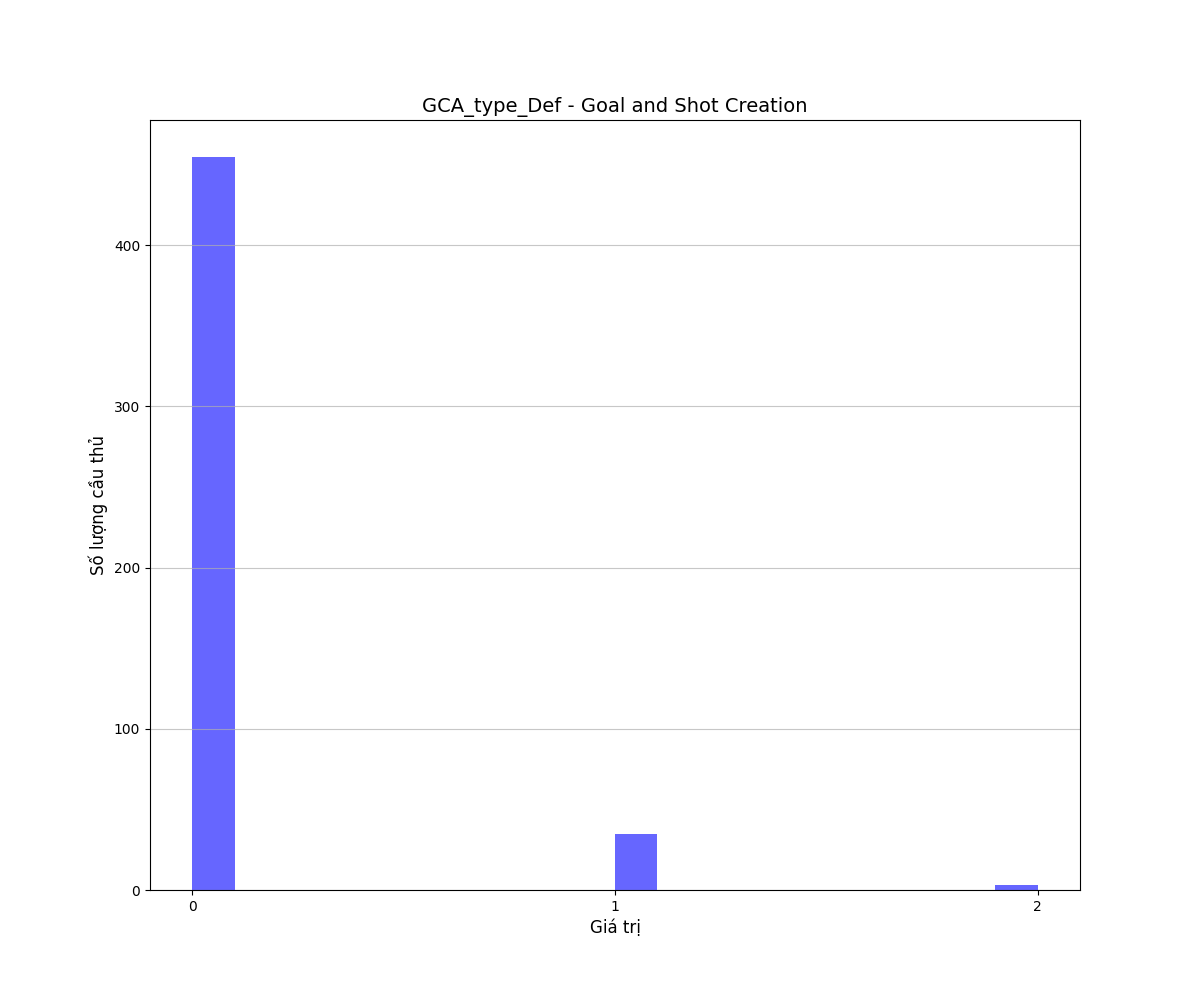 GCA_type_Def - Goal and Shot Creation
400
300
200
100
0
Số lượng cầu thủ
0 1 2
Giá trị